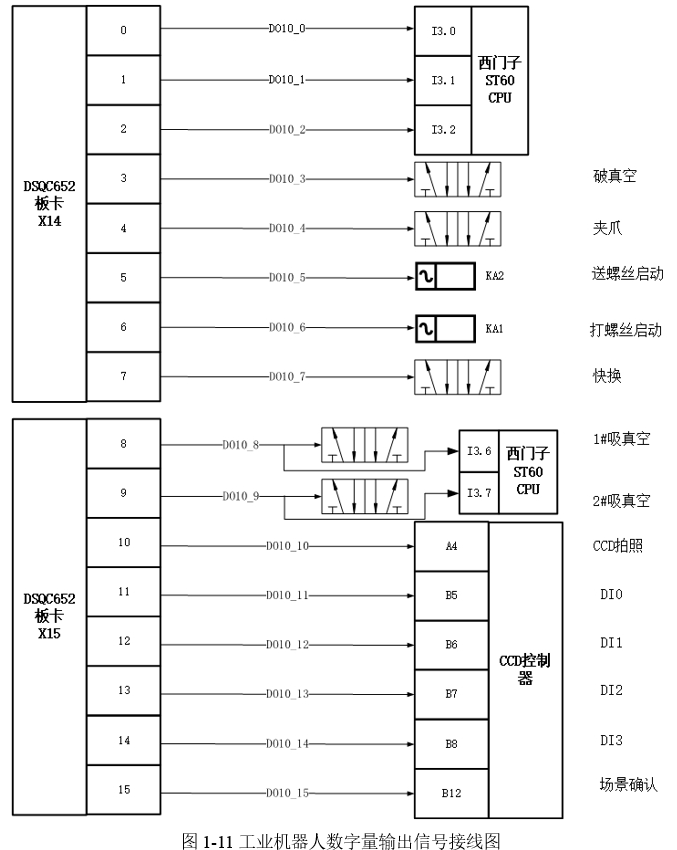 0 DO10_0 I3.0
西门子
ST60
CPU
1 DO10_1 I3.1
2 DO10_2 I3.2
DSQC652
板卡
X14
3 DO10_3 破真空
4 DO10_4 夹爪
5 DO10_5 KA2 送螺丝启动
6 DO10_6 KA1 打螺丝启动
7 DO10_7 快换
8 DO10_8 I3.6 1#吸真空
西门子
ST60
CPU
9 DO10_9 I3.7 2#吸真空
10 DO10_10 A4 CCD拍照
DSQC652
板卡
X15
11 DO10_11 B5 DI0
12 DO10_12 B6 DI1
CCD控制
器
13 DO10_13 B7 DI2
14 DO10_14 B8 DI3
15 DO10_15 B12 场景确认
图 1-11 工业机器人数字量输出信号接线图